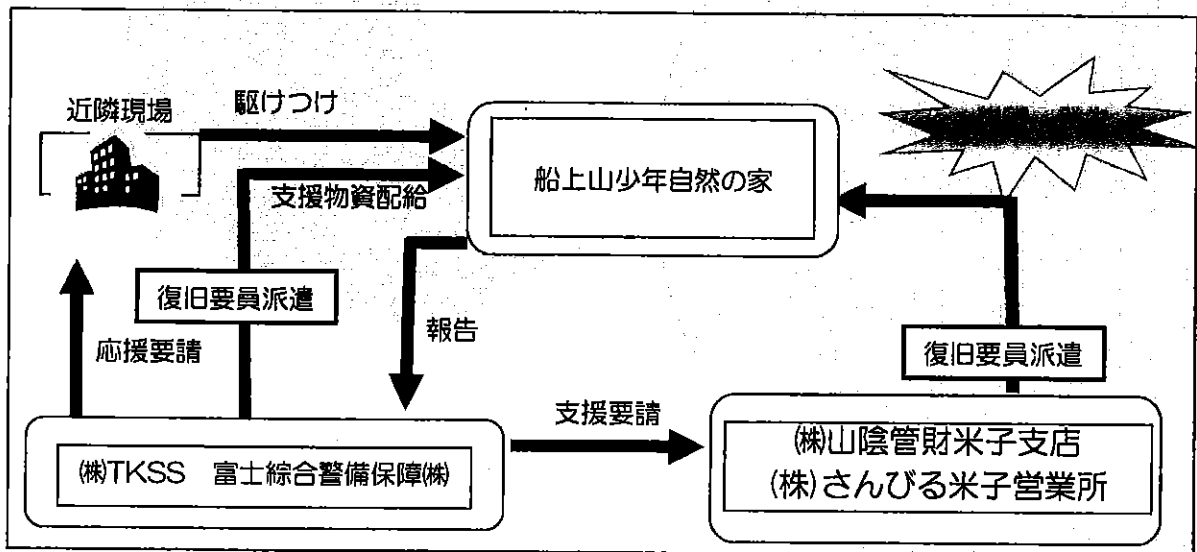 近隣現場
駆けつけ
支援物資配給
船上山少年自然の家
復旧要員派遣
応援要請
報告
復旧要員派遣
支援要請
㈱TKSS 富士綜合警備保障㈱
㈱山陰管財米子支店
(株)さんびる米子営業所